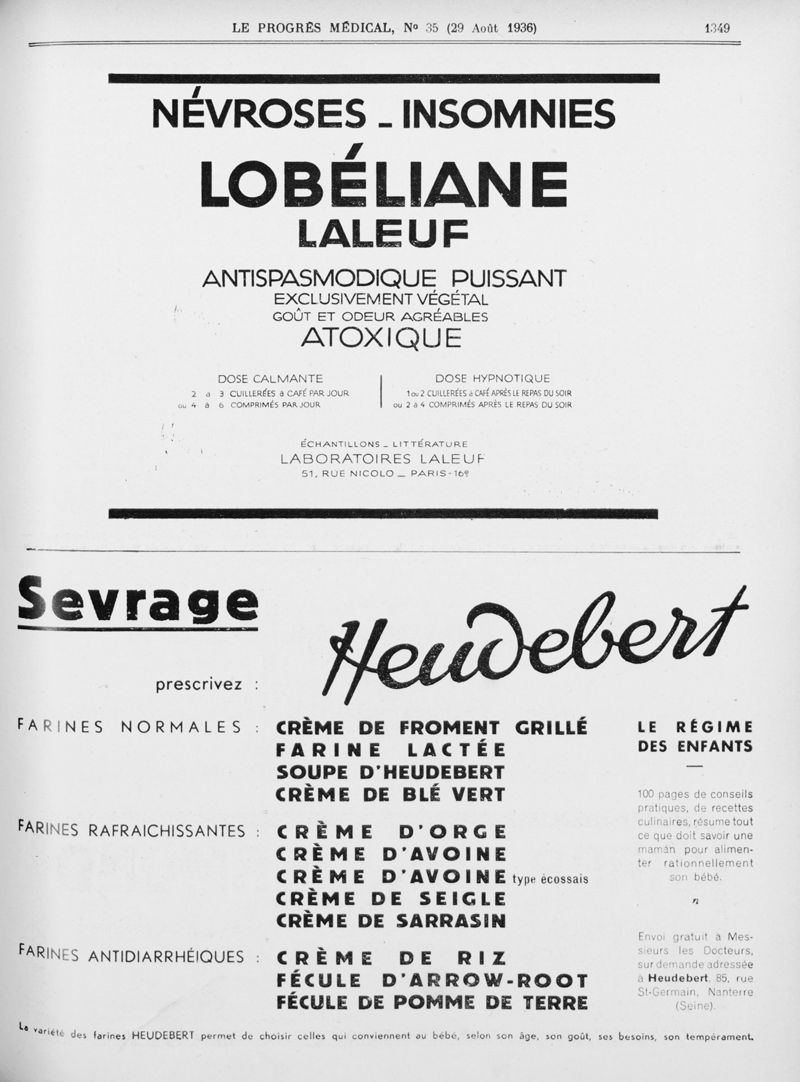 LE PROGRÈS MÉDICAL, Nº 35 (29 Août 1936) 1349
NÉVROSES _ INSOMNIES
LOBÉLIANE
LALEUF
ANTISPASMODIQUE PUISSANT
EXCLUSIVEMENT VÉGÉTAL
GOÛT ET ODEUR AGRÉABLES
ATOXIQUE
DOSE CALMANTE
2 à 3 CUILLERÉES à CAFÉ PAR JOUR
ou 4 à 6 COMPRIMÉS PAR JOUR
DOSE HYPNOTIQUE
1 ou 2 CUILLERÉES à CAFÉ APRÈS LE REPAS DU SOIR
ou 2 à 4 COMPRIMÉS APRÈS LE REPAS DU SOIR
ÉCHANTILLONS _ LITTÉRATURE
LABORATOIRES LALEUF
51, RUE NICOLO _ PARIS-16e
Sevrage
Heudebert
prescrivez :
FARINES NORMALES : CRÈME DE FROMENT GRILLÉ
FARINE LACTÉE
SOUPE D'HEUDEBERT
CRÈME DE BLÉ VERT
FARINES RAFRAICHISSANTES : CRÈME D'ORGE
CRÈME D'AVOINE
CRÈME D'AVOINE type écossais
CRÈME DE SEIGLE
CRÈME DE SARRASIN
FARINES ANTIDIARRHÉIQUES : CRÈME DE RIZ
FÉCULE D'ARROW-ROOT
FÉCULE DE POMME DE TERRE
LE RÉGIME
DES ENFANTS
100 pages de conseils
pratiques, de recettes
culinaires, résume tout
ce que doit savoir une
maman pour alimen-
ter rationnellement
son bébé.
Envoi gratuit à Mes-
sieurs les Docteurs,
sur demande adressée
à Heudebert, 85, rue
St-Germain, Nanterre
(Seine).
La variété des farines HEUDEBERT permet de choisir celles qui conviennent au bébé, selon son âge, son goût, ses besoins, son tempérament.